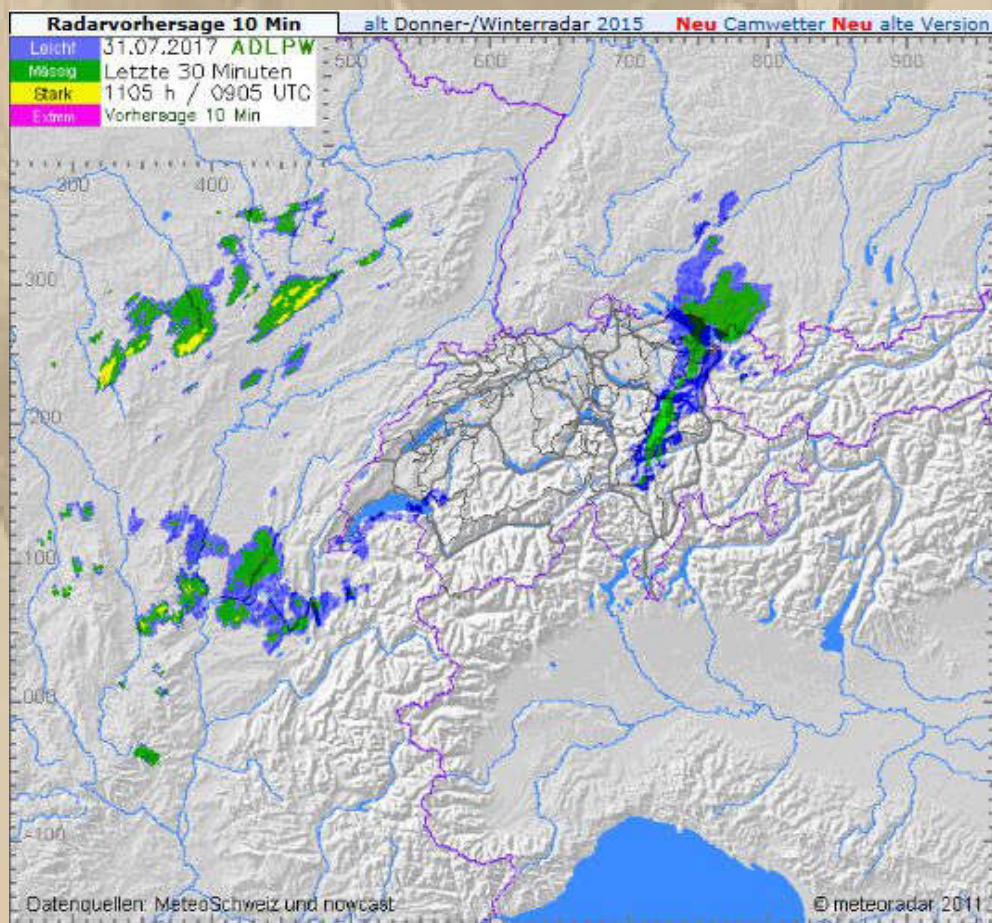 Radarvorhersage 10 Min alt Donner-/Winterradar 2015 Neu Camwetter Neu alte Version
Leicht 31.07.2017 ADLPW
Mässig Letzte 30 Minuten
Stark 1105 h / 0905 UTC
Extrem Vorhersage 10 Min
500 600 700 800 900
200 400
300
200
100
000
-100
Datenquellen: MeteoSchweiz und nowcast © meteoradar 2011